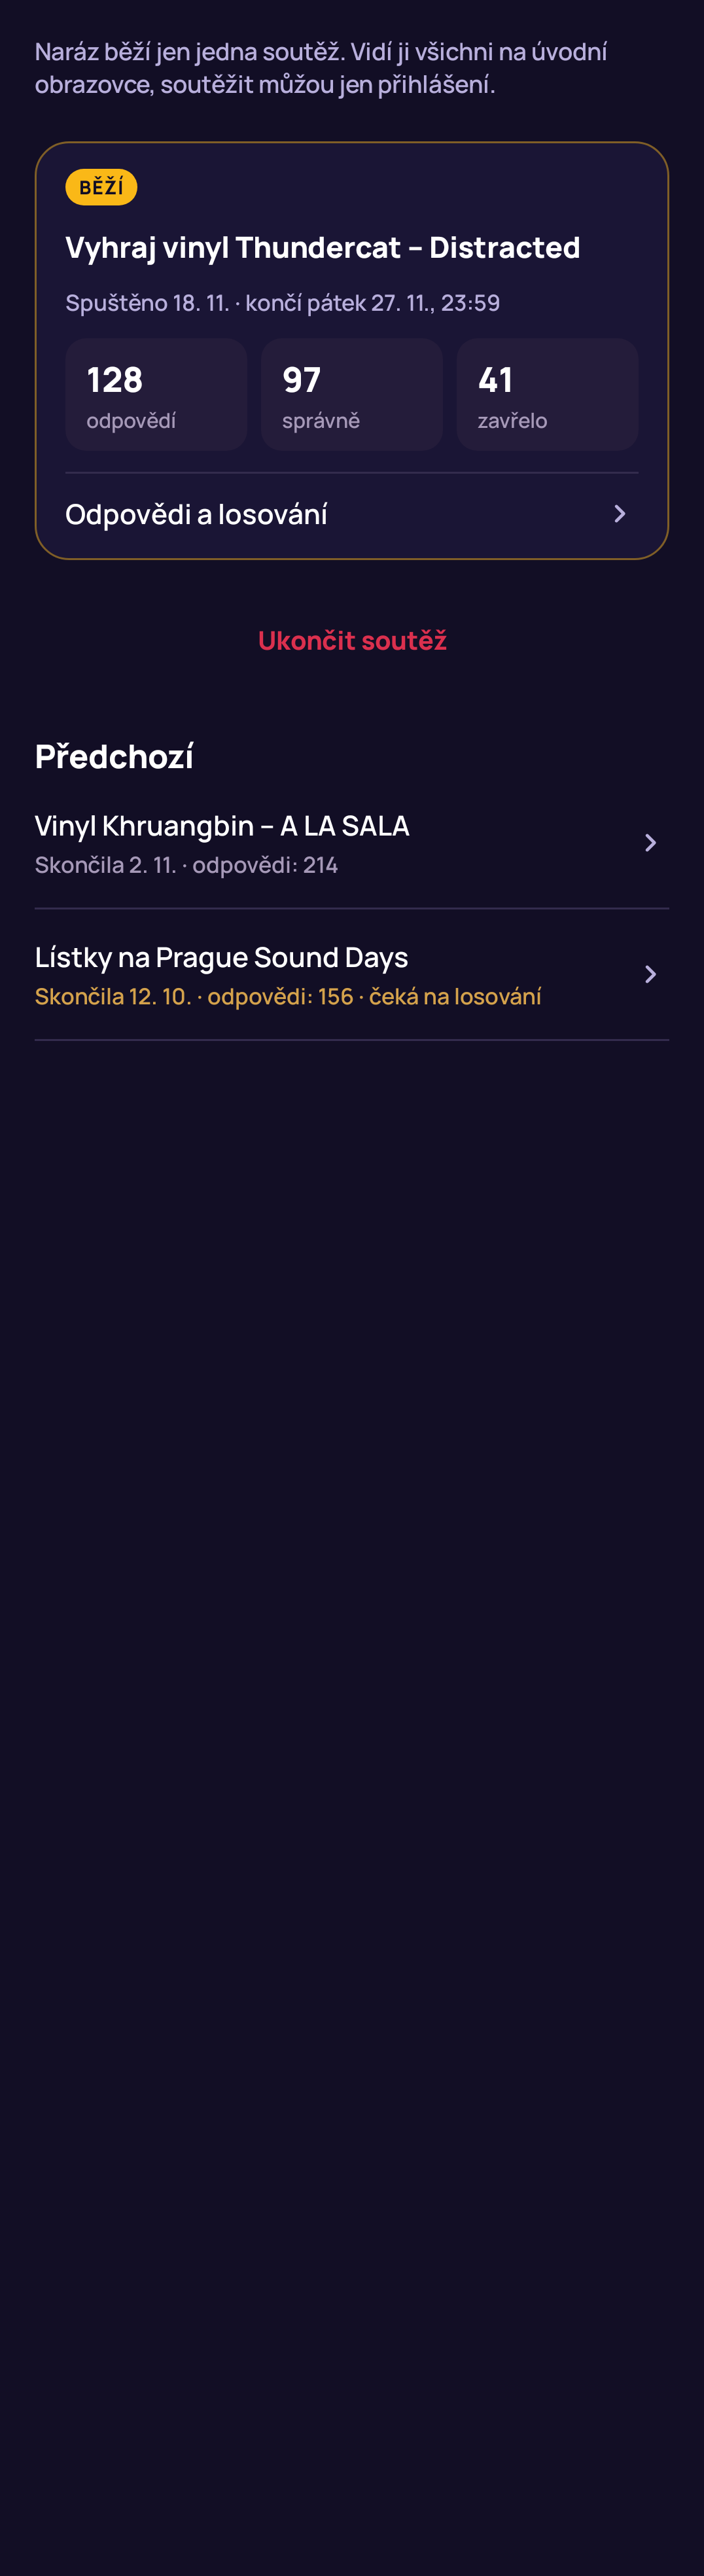 Naráz běží jen jedna soutěž. Vidí ji všichni na úvodní
obrazovce, soutěžit můžou jen přihlášení.
BĚŽÍ
Vyhraj vinyl Thundercat – Distracted
Spuštěno 18. 11. · končí pátek 27. 11., 23:59
128
odpovědí
97
správně
41
zavřelo
Odpovědi a losování
Ukončit soutěž
Předchozí
Vinyl Khruangbin – A LA SALA
Skončila 2. 11. · odpovědi: 214
Lístky na Prague Sound Days
Skončila 12. 10. · odpovědi: 156 · čeká na losování